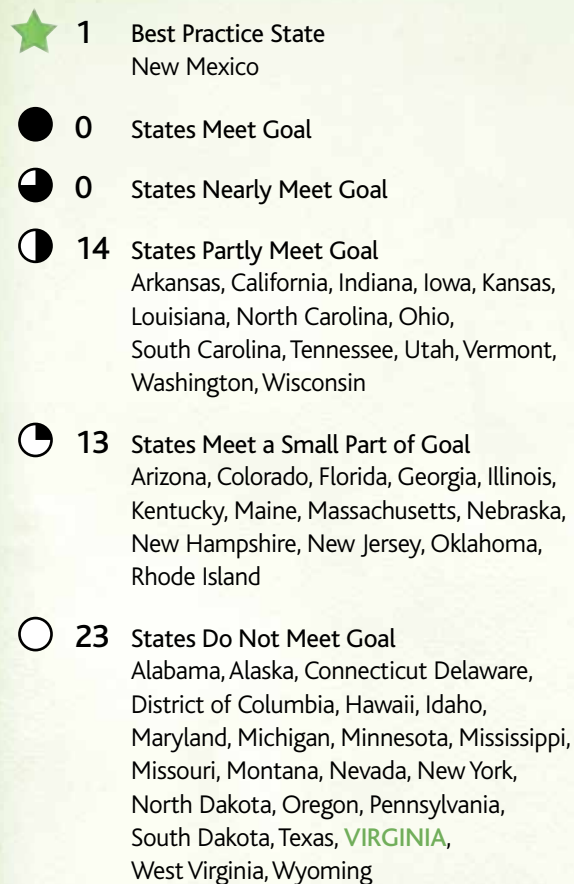 1 Best Practice State
New Mexico
0 States Meet Goal
0 States Nearly Meet Goal
14 States Partly Meet Goal
Arkansas, California, Indiana, Iowa, Kansas,
Louisiana, North Carolina, Ohio,
South Carolina, Tennessee, Utah, Vermont,
Washington, Wisconsin
13 States Meet a Small Part of Goal
Arizona, Colorado, Florida, Georgia, Illinois,
Kentucky, Maine, Massachusetts, Nebraska,
New Hampshire, New Jersey, Oklahoma,
Rhode Island
23 States Do Not Meet Goal
Alabama, Alaska, Connecticut Delaware,
District of Columbia, Hawaii, Idaho,
Maryland, Michigan, Minnesota, Mississippi,
Missouri, Montana, Nevada, New York,
North Dakota, Oregon, Pennsylvania,
South Dakota, Texas, VIRGINIA,
West Virginia, Wyoming